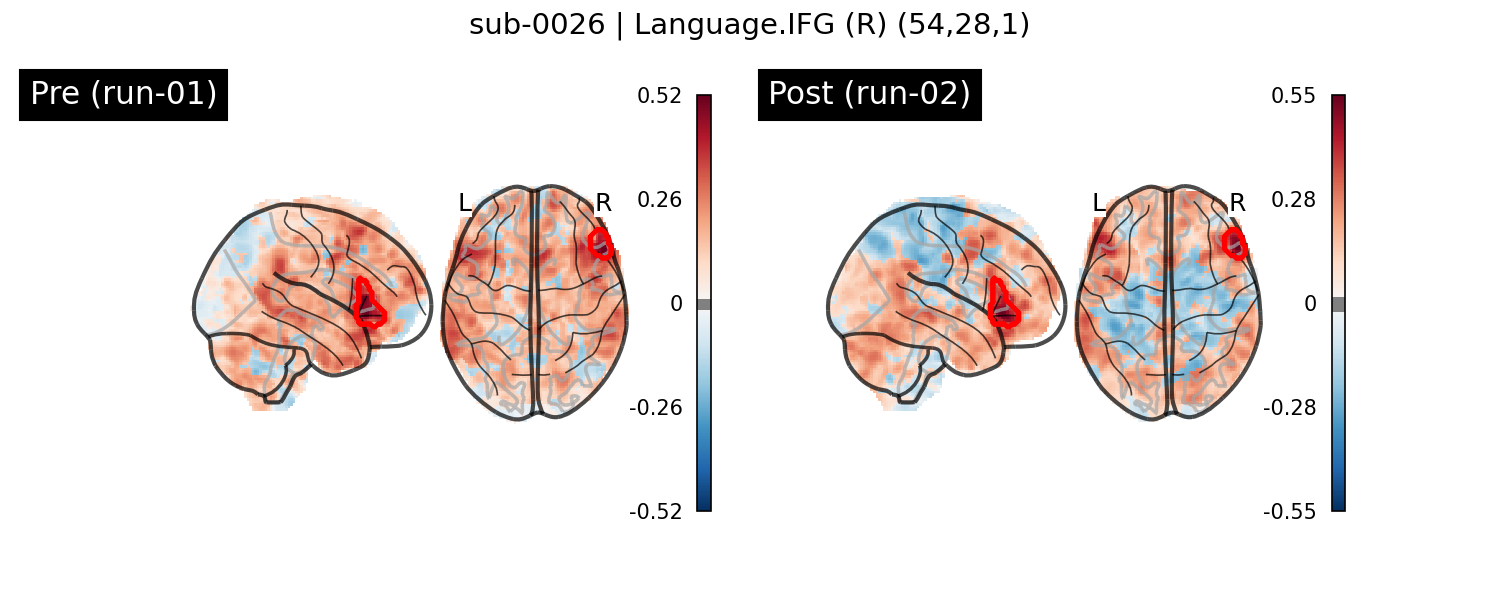 sub-0026 | Language.IFG (R) (54,28,1)
Pre (run-01)
L
R
0.52
0.26
0
-0.26
-0.52
Post (run-02)
L
R
0.55
0.28
0
-0.28
-0.55